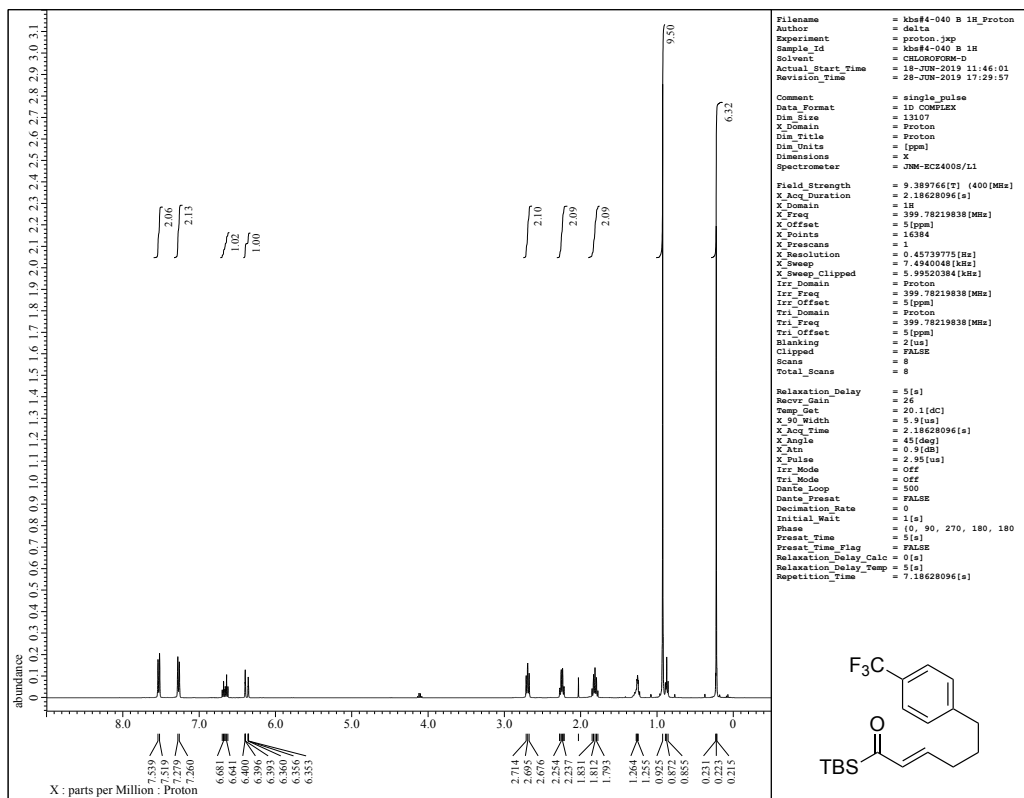 abundance
3.1
3.0
2.9
2.8
2.7
2.6
2.5
2.4
2.3
2.2
2.1
2.0
1.9
1.8
1.7
1.6
1.5
1.4
1.3
1.2
1.1
1.0
0.9
0.8
0.7
0.6
0.5
0.4
0.3
0.2
0.1
0
2.06
2.13
1.02
1.00
2.10
2.09
2.09
9.50
6.32
8.0 7.0 6.0 5.0 4.0 3.0 2.0 1.0 0
7.539
7.519
7.279
7.260
6.681
6.641
6.400
6.396
6.393
6.360
6.356
6.353
2.714
2.695
2.676
2.254
2.237
1.831
1.812
1.793
1.264
1.255
0.925
0.872
0.855
0.231
0.223
0.215
X : parts per Million : Proton
Filename = kbs#4-040 B 1H_Proton
Author = delta
Experiment = proton.jxp
Sample_Id = kbs#4-040 B 1H
Solvent = CHLOROFORM-D
Actual_Start_Time = 18-JUN-2019 11:46:01
Revision_Time = 28-JUN-2019 17:29:57
Comment = single_pulse
Data_Format = 1D COMPLEX
Dim_Size = 13107
X_Domain = Proton
Dim_Title = Proton
Dim_Units = [ppm]
Dimensions = X
Spectrometer = JNM-ECZ400S/L1
Field_Strength = 9.389766[T] (400[MHz]
X_Acq_Duration = 2.18628096[s]
X_Domain = 1H
X_Freq = 399.78219838[MHz]
X_Offset = 5[ppm]
X_Points = 16384
X_Prescans = 1
X_Resolution = 0.45739775[Hz]
X_Sweep = 7.4940048[kHz]
X_Sweep_Clipped = 5.99520384[kHz]
Irr_Domain = Proton
Irr_Freq = 399.78219838[MHz]
Irr_Offset = 5[ppm]
Tri_Domain = Proton
Tri_Freq = 399.78219838[MHz]
Tri_Offset = 5[ppm]
Blanking = 2[us]
Clipped = FALSE
Scans = 8
Total_Scans = 8
Relaxation_Delay = 5[s]
Recvr_Gain = 26
Temp_Get = 20.1[dC]
X_90_Width = 5.9[us]
X_Acq_Time = 2.18628096[s]
X_Angle = 45[deg]
X_Atn = 0.9[dB]
X_Pulse = 2.95[us]
Irr_Mode = Off
Tri_Mode = Off
Dante_Loop = 500
Dante_Presat = FALSE
Decimation_Rate = 0
Initial_Wait = 1[s]
Phase = {0, 90, 270, 180, 180
Presat_Time = 5[s]
Presat_Time_Flag = FALSE
Relaxation_Delay_Calc = 0[s]
Relaxation_Delay_Temp = 5[s]
Repetition_Time = 7.18628096[s]
F3C
O
TBS